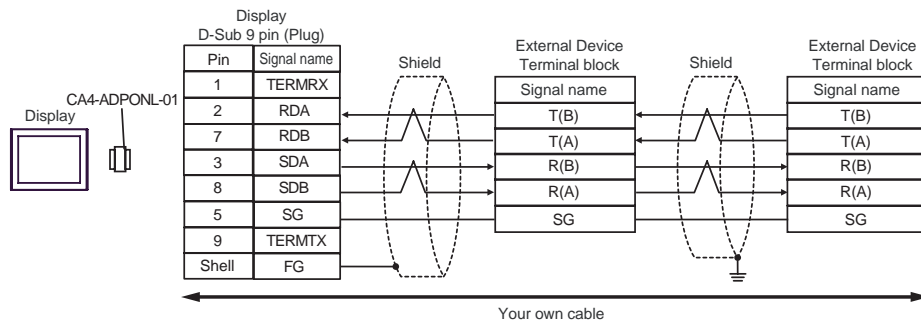 Display
D-Sub 9 pin (Plug)
Pin Signal name
1 TERMRX
2 RDA
7 RDB
3 SDA
8 SDB
5 SG
9 TERMTX
Shell FG
CA4-ADPONL-01
Display
Shield
External Device
Terminal block
Signal name
T(B)
T(A)
R(B)
R(A)
SG
Shield
External Device
Terminal block
Signal name
T(B)
T(A)
R(B)
R(A)
SG
Your own cable